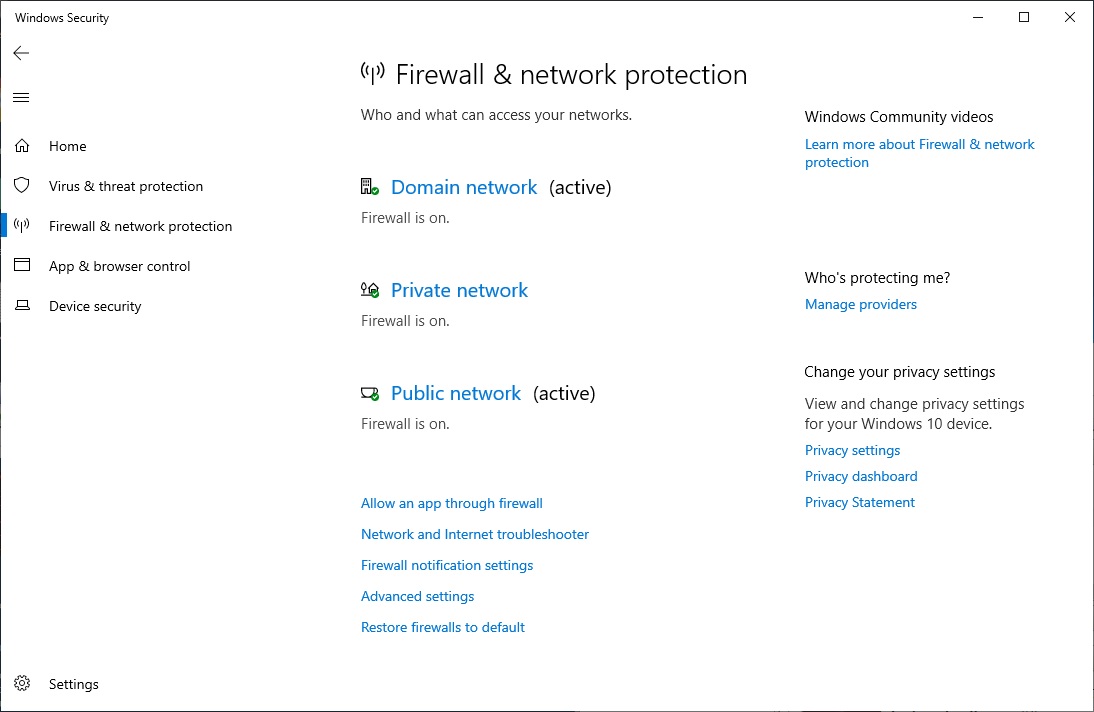 Windows Security
Home
Virus & threat protection
Firewall & network protection
App & browser control
Device security
Settings
Firewall & network protection
Who and what can access your networks.
Domain network (active)
Firewall is on.
Private network
Firewall is on.
Public network (active)
Firewall is on.
Allow an app through firewall
Network and Internet troubleshooter
Firewall notification settings
Advanced settings
Restore firewalls to default
Windows Community videos
Learn more about Firewall & network
protection
Who's protecting me?
Manage providers
Change your privacy settings
View and change privacy settings
for your Windows 10 device.
Privacy settings
Privacy dashboard
Privacy Statement